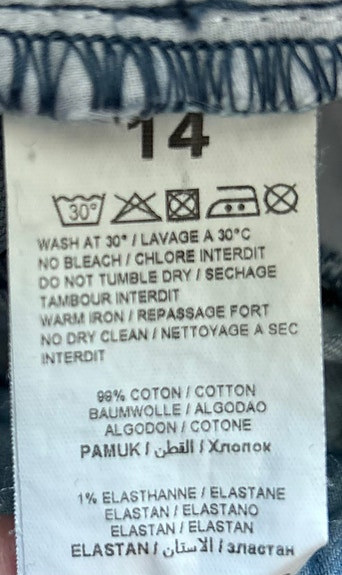 14
30°
WASH AT 30° / LAVAGE A 30°C
NO BLEACH / CHLORE INTERDIT
DO NOT TUMBLE DRY / SECHAGE
TAMBOUR INTERDIT
WARM IRON / REPASSAGE FORT
NO DRY CLEAN / NETTOYAGE A SEC
INTERDIT
99% COTON / COTTON
BAUMWOLLE / ALGODAO
ALGODON / COTONE
PAMUK / القطن / Хлопок
1% ELASTHANNE / ELASTANE
ELASTAN / ELASTANO
ELASTAN / ELASTAN
ELASTAN / الاستان / эластан